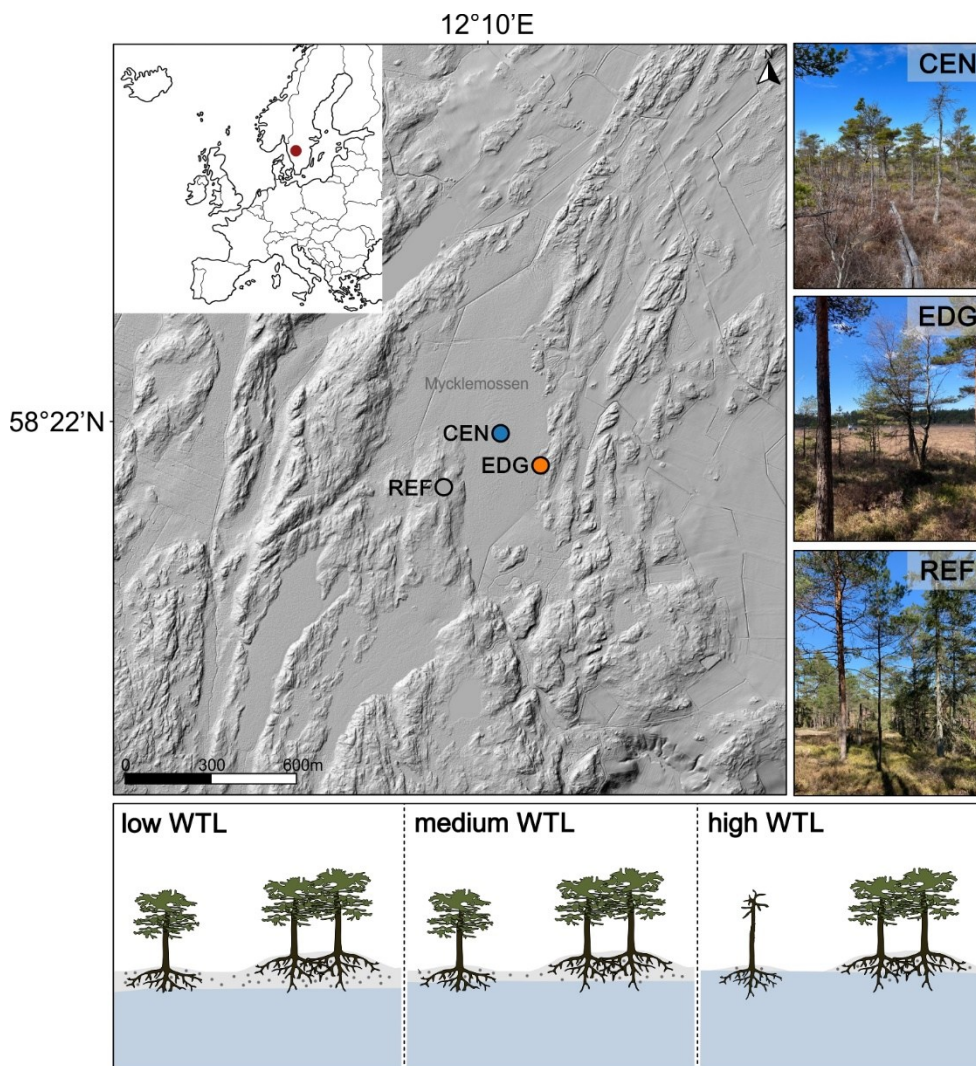 12°10’E
N
CEN
Mycklemossen
58°22’N
CEN
EDG
EDG
REF
REF
0 300 600m
low WTL medium WTL high WTL